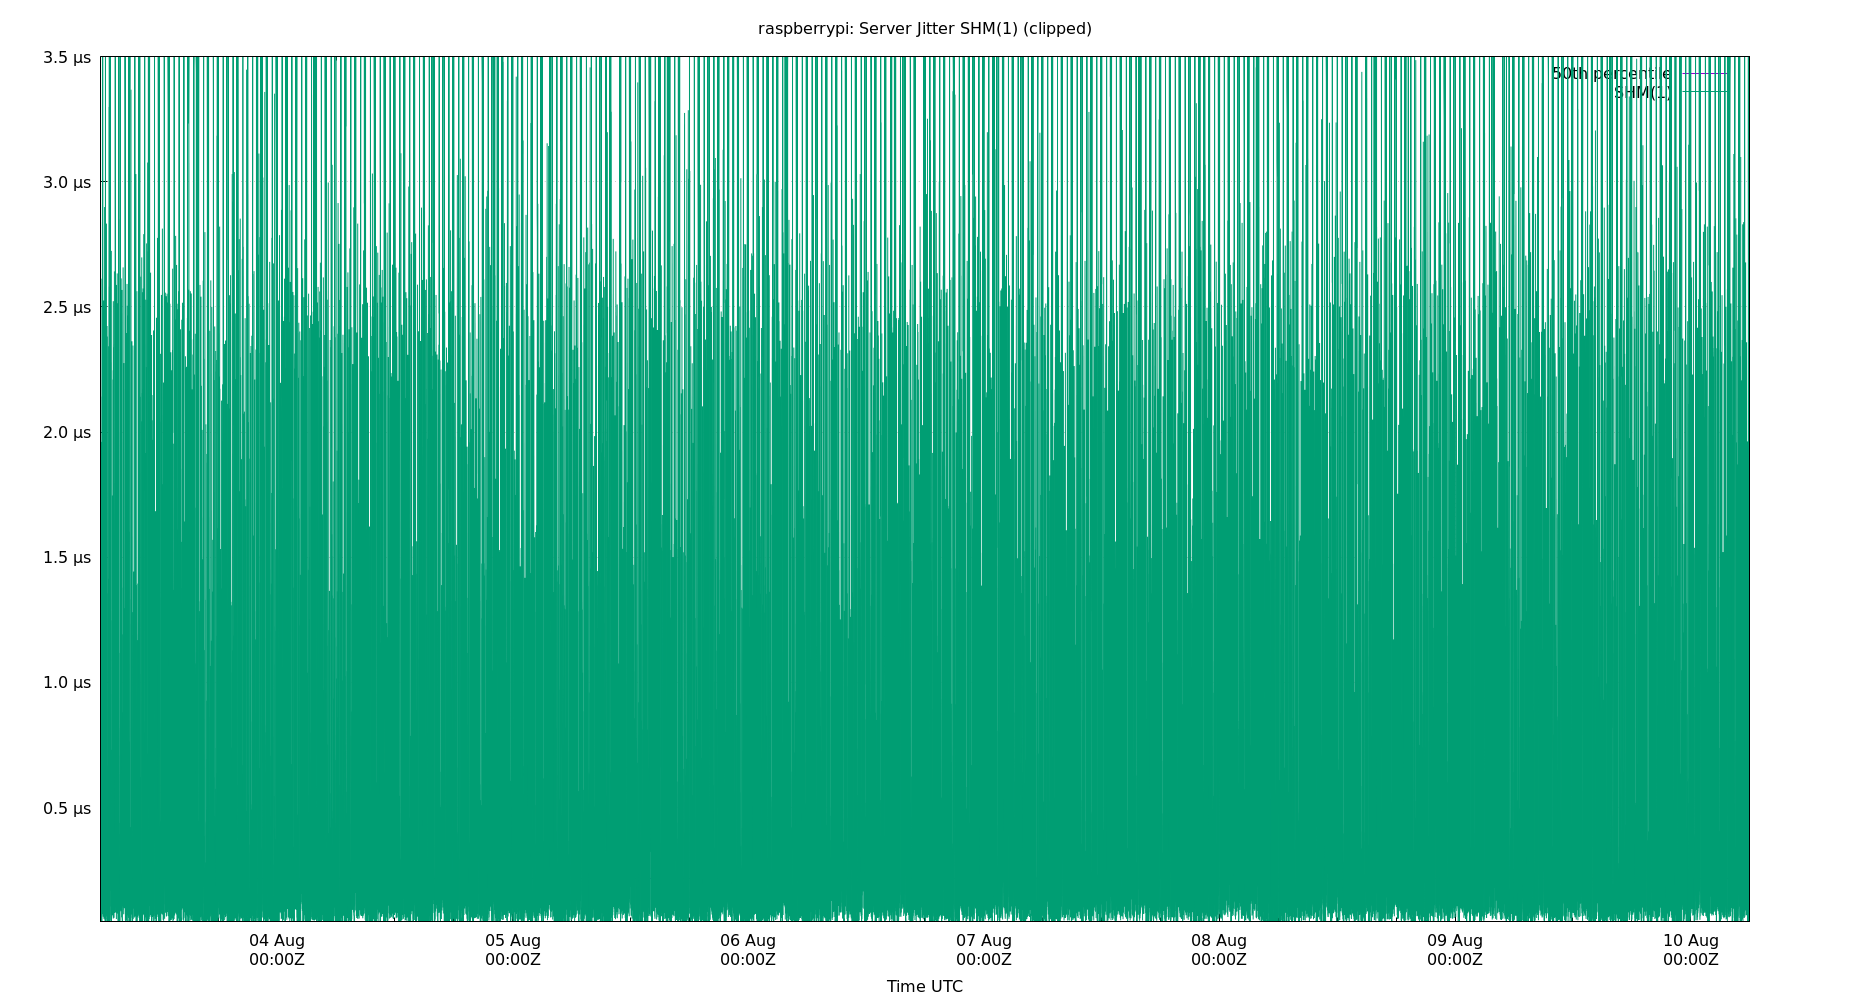 raspberrypi: Server Jitter SHM(1) (clipped)
3.5 µs
3.0 µs
2.5 µs
2.0 µs
1.5 µs
1.0 µs
0.5 µs
50th percentile
SHM(1)
04 Aug 05 Aug 06 Aug 07 Aug 08 Aug 09 Aug 10 Aug
00:00Z 00:00Z 00:00Z 00:00Z 00:00Z 00:00Z 00:00Z
Time UTC